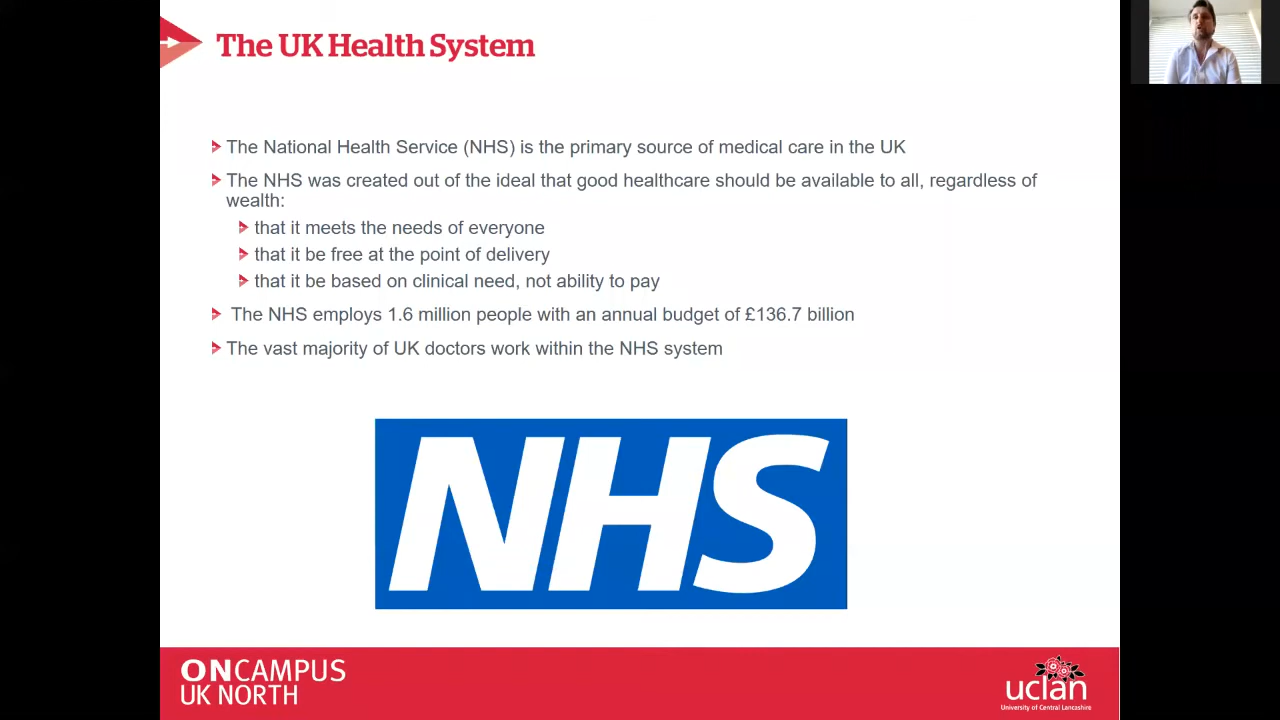 The UK Health System
The National Health Service (NHS) is the primary source of medical care in the UK
The NHS was created out of the ideal that good healthcare should be available to all, regardless of
wealth:
that it meets the needs of everyone
that it be free at the point of delivery
that it be based on clinical need, not ability to pay
The NHS employs 1.6 million people with an annual budget of £136.7 billion
The vast majority of UK doctors work within the NHS system
NHS
ONCAMPUS
UK NORTH
uclan
University of Central Lancashire